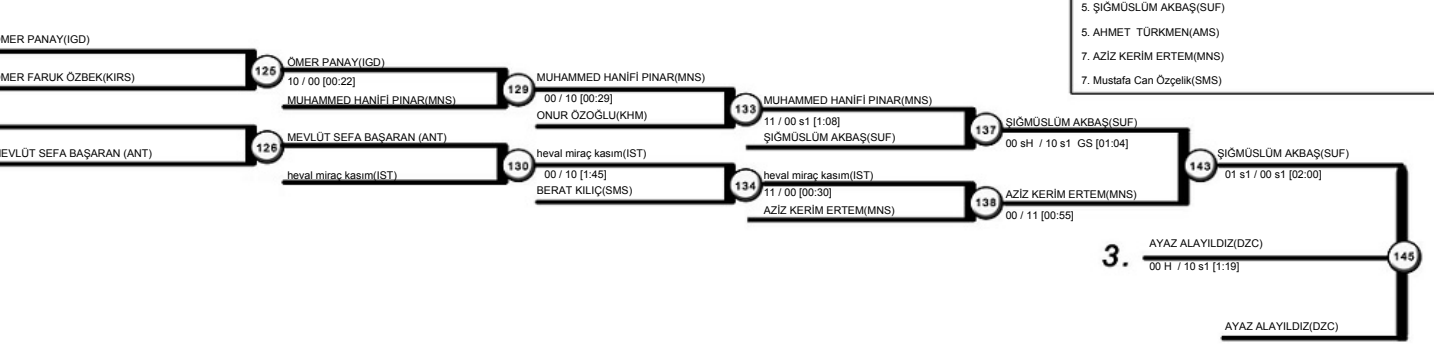 5. ŞIĞMÜSLÜM AKBAŞ(SUF)
5. AHMET TÜRKMEN(AMS)
7. AZİZ KERİM ERTEM(MNS)
7. Mustafa Can Özçelik(SMS)
MER PANAY(IGD)
MER FARUK ÖZBEK(KIRS)
125
ÖMER PANAY(IGD)
10 / 00 [00:22]
MUHAMMED HANİFİ PINAR(MNS)
129
MUHAMMED HANİFİ PINAR(MNS)
00 / 10 [00:29]
ONUR ÖZOĞLU(KHM)
133
MUHAMMED HANİFİ PINAR(MNS)
11 / 00 s1 [1:08]
ŞIĞMÜSLÜM AKBAŞ(SUF)
137
ŞIĞMÜSLÜM AKBAŞ(SUF)
00 sH / 10 s1 GS [01:04]
EVLÜT SEFA BAŞARAN (ANT)
126
MEVLÜT SEFA BAŞARAN (ANT)
heval miraç kasım(IST)
130
heval miraç kasım(IST)
00 / 10 [1:45]
BERAT KILIÇ(SMS)
134
heval miraç kasım(IST)
11 / 00 [00:30]
AZİZ KERİM ERTEM(MNS)
138
AZİZ KERİM ERTEM(MNS)
00 / 11 [00:55]
143
ŞIĞMÜSLÜM AKBAŞ(SUF)
01 s1 / 00 s1 [02:00]
3.
AYAZ ALAYILDIZ(DZC)
00 H / 10 s1 [1:19]
145
AYAZ ALAYILDIZ(DZC)